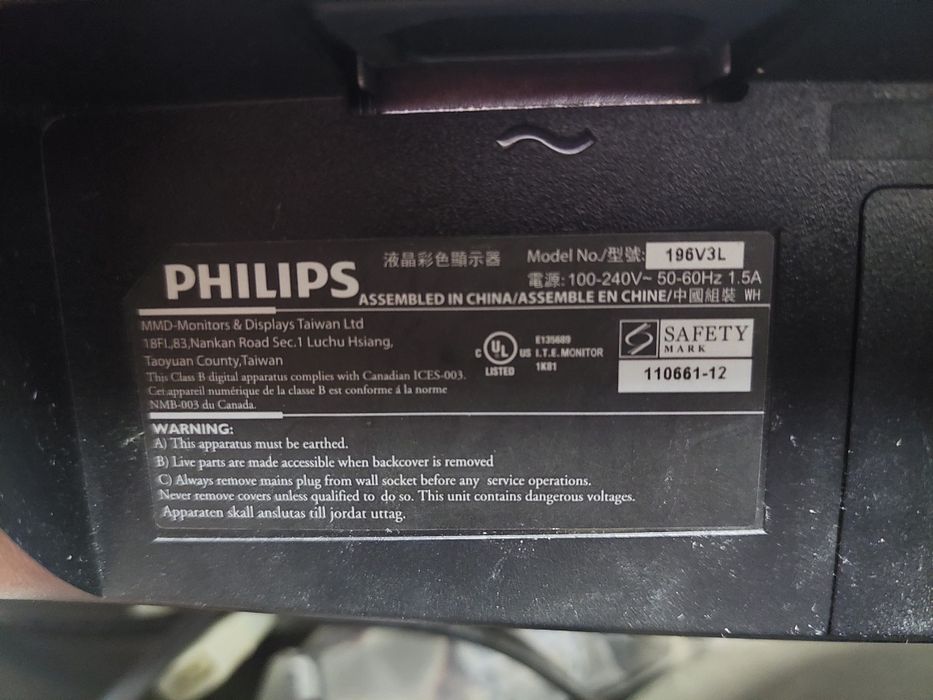 PHILIPS
液晶彩色顯示器
Model No./型號: 196V3L
電源: 100-240V~ 50-60Hz 1.5A
ASSEMBLED IN CHINA/ASSEMBLE EN CHINE/中國組裝 WH
MMD-Monitors & Displays Taiwan Ltd
18FL,83,Nankan Road Sec.1 Luchu Hsiang,
Taoyuan County,Taiwan
This Class B digital apparatus complies with Canadian ICES-003.
Cet appareil numérique de la classe B est conforme á la norme
NMB-003 du Canada.
C UL US
LISTED
E135689
I.T.E. MONITOR
1K81
SAFETY
MARK
110661-12
WARNING:
A) This apparatus must be earthed.
B) Live parts are made accessible when backcover is removed
C) Always remove mains plug from wall socket before any service operations.
Never remove covers unless qualified to do so. This unit contains dangerous voltages.
Apparaten skall anslutas till jordat uttag.